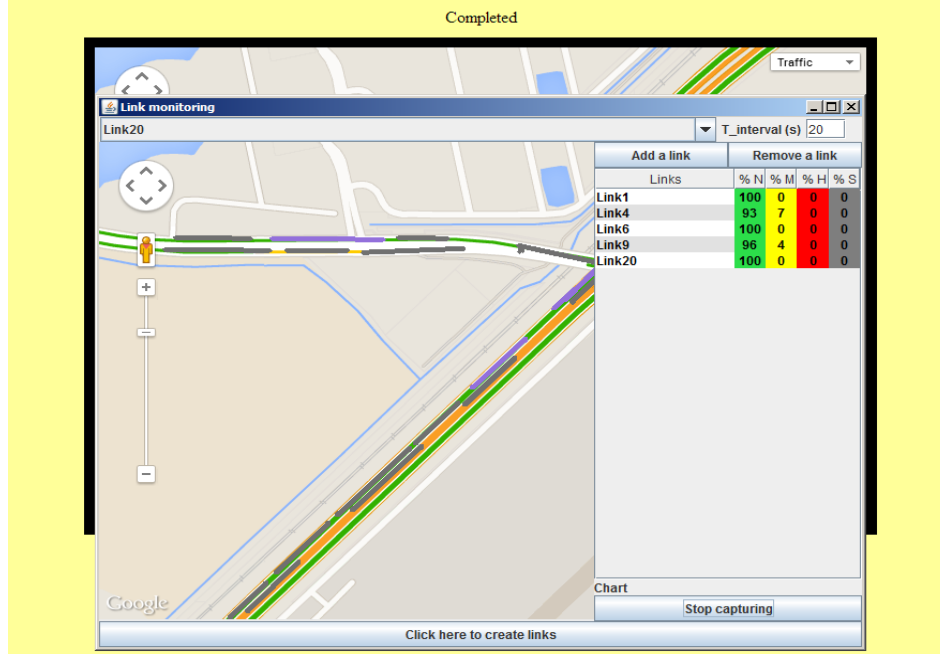 Completed
Traffic
Link monitoring
Link20 T_interval (s) 20
Add a link Remove a link
Links % N % M % H % S
Link1 100 0 0 0
Link4 93 7 0 0
Link6 100 0 0 0
Link9 96 4 0 0
Link20 100 0 0 0
Google
Chart
Stop capturing
Click here to create links